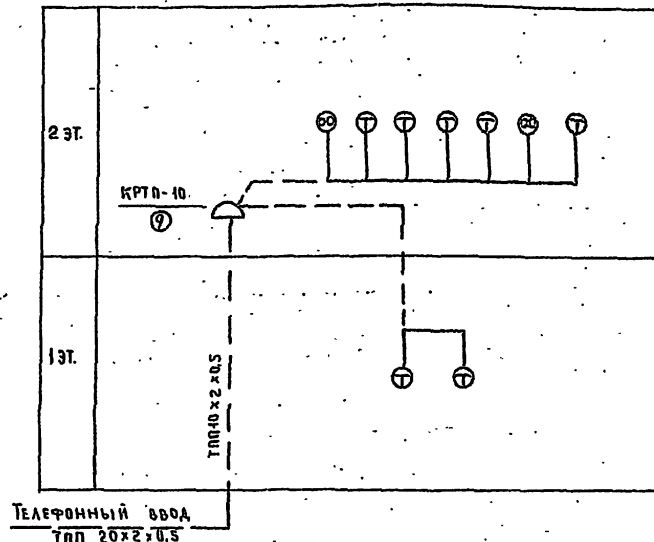 2 ЭТ.
Т Т Т Т Т
КРТП-10
9
1 ЭТ.
Т Т
ТПП 10×2×0,5
ТЕЛЕФОННЫЙ ВВОД
ТПП 20×2×0,5